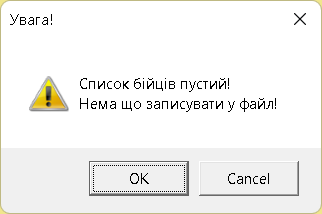 Увага!
Список бійців пустий!
Нема що записувати у файл!
OK
Cancel